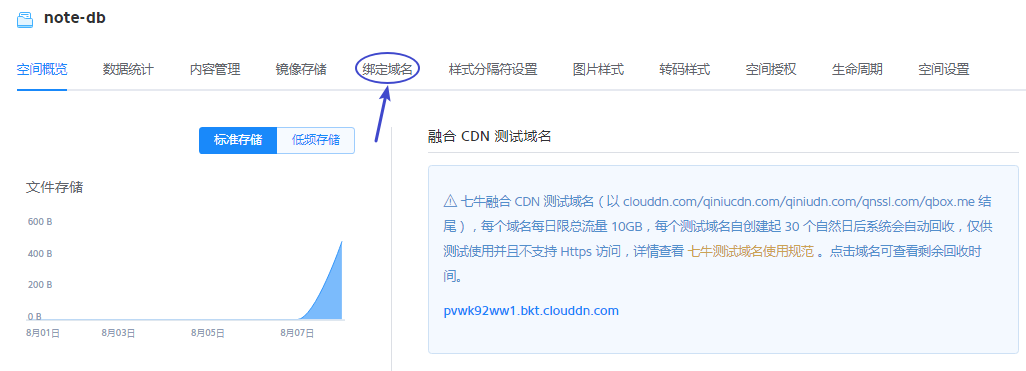 note-db
空间概览 数据统计 内容管理 镜像存储 绑定域名 样式分隔符设置 图片样式 转码样式 空间授权 生命周期 空间设置
标准存储 低频存储
文件存储
600 B
400 B
200 B
0 B
8月01日 8月03日 8月05日 8月07日
融合 CDN 测试域名
七牛融合 CDN 测试域名（以 clouddn.com/qiniucdn.com/qiniudn.com/qnssl.com/qbox.me 结
尾），每个域名每日限总流量 10GB，每个测试域名自创建起 30 个自然日后系统会自动回收，仅供
测试使用并且不支持 Https 访问，详情查看 七牛测试域名使用规范 。点击域名可查看剩余回收时
间。
pvwk92ww1.bkt.clouddn.com